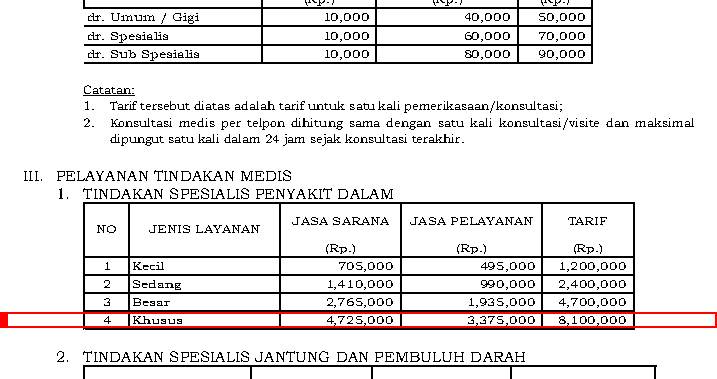 (Rp.) (Rp.) (Rp.)
dr. Umum / Gigi 10,000 40,000 50,000
dr. Spesialis 10,000 60,000 70,000
dr. Sub Spesialis 10,000 80,000 90,000
Catatan:
1. Tarif tersebut diatas adalah tarif untuk satu kali pemerikasaan/konsultasi;
2. Konsultasi medis per telpon dihitung sama dengan satu kali konsultasi/visite dan maksimal
dipungut satu kali dalam 24 jam sejak konsultasi terakhir.
III. PELAYANAN TINDAKAN MEDIS
1. TINDAKAN SPESIALIS PENYAKIT DALAM
NO JENIS LAYANAN JASA SARANA JASA PELAYANAN TARIF
(Rp.) (Rp.) (Rp.)
1 Kecil 705,000 495,000 1,200,000
2 Sedang 1,410,000 990,000 2,400,000
3 Besar 2,765,000 1,935,000 4,700,000
4 Khusus 4,725,000 3,375,000 8,100,000
2. TINDAKAN SPESIALIS JANTUNG DAN PEMBULUH DARAH